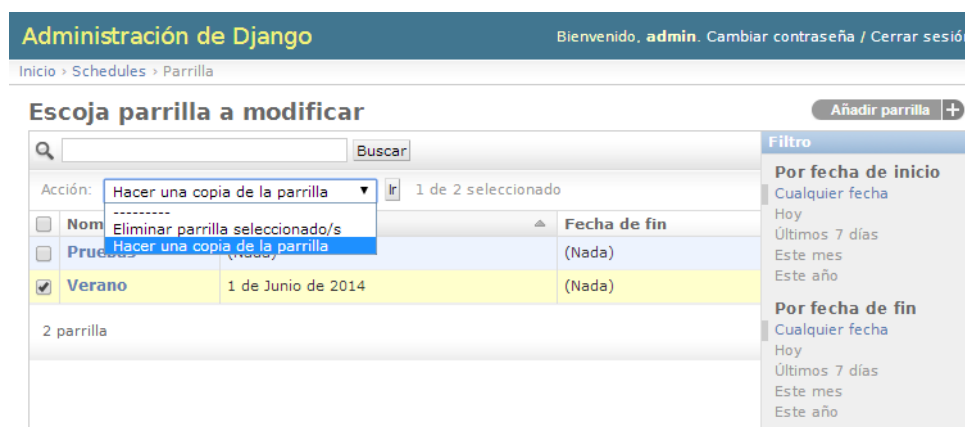 Administración de Django
Bienvenido, admin. Cambiar contraseña / Cerrar sesión
Inicio › Schedules › Parrilla
Escoja parrilla a modificar
Añadir parrilla +
Buscar
Acción: Hacer una copia de la parrilla Ir 1 de 2 seleccionado
---------
Eliminar parrilla seleccionado/s
Hacer una copia de la parrilla
Fecha de fin
(Nada)
Verano 1 de Junio de 2014 (Nada)
2 parrilla
Filtro
Por fecha de inicio
Cualquier fecha
Hoy
Últimos 7 días
Este mes
Este año
Por fecha de fin
Cualquier fecha
Hoy
Últimos 7 días
Este mes
Este año